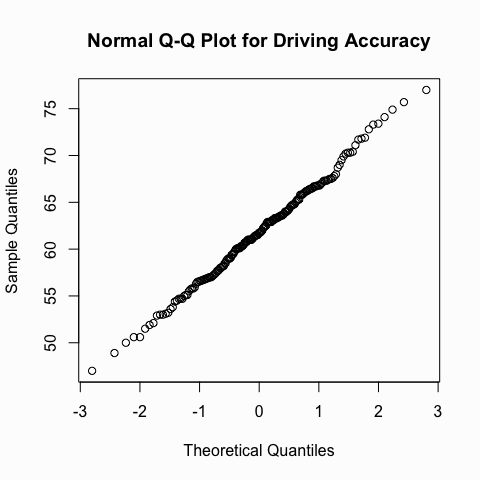 Normal Q-Q Plot for Driving Accuracy
Sample Quantiles
75
70
65
60
55
50
-3 -2 -1 0 1 2 3
Theoretical Quantiles